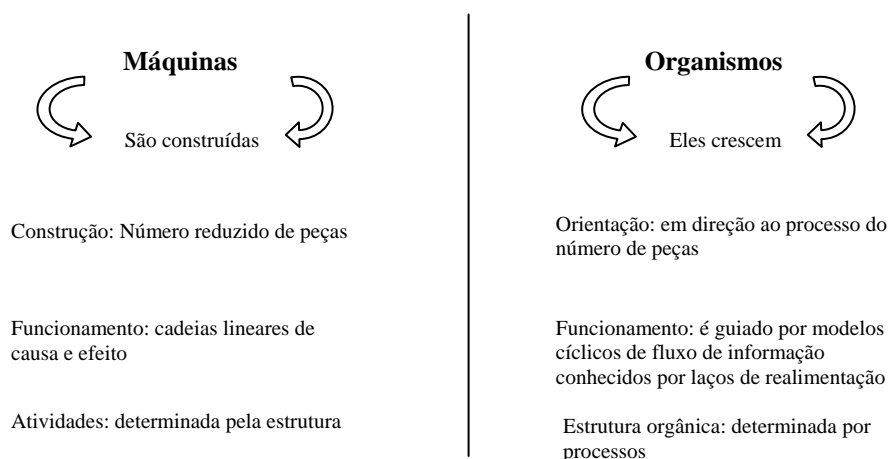 Máquinas
São construídas
Construção: Número reduzido de peças
Funcionamento: cadeias lineares de
causa e efeito
Atividades: determinada pela estrutura
Organismos
Eles crescem
Orientação: em direção ao processo do
número de peças
Funcionamento: é guiado por modelos
cíclicos de fluxo de informação
conhecidos por laços de realimentação
Estrutura orgânica: determinada por
processos